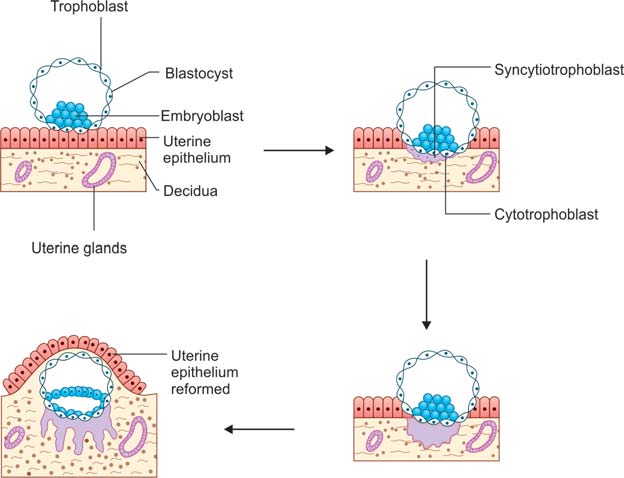 Trophoblast
Blastocyst
Embryoblast
Uterine
epithelium
Decidua
Uterine glands
Syncytiotrophoblast
Cytotrophoblast
Uterine
epithelium
reformed